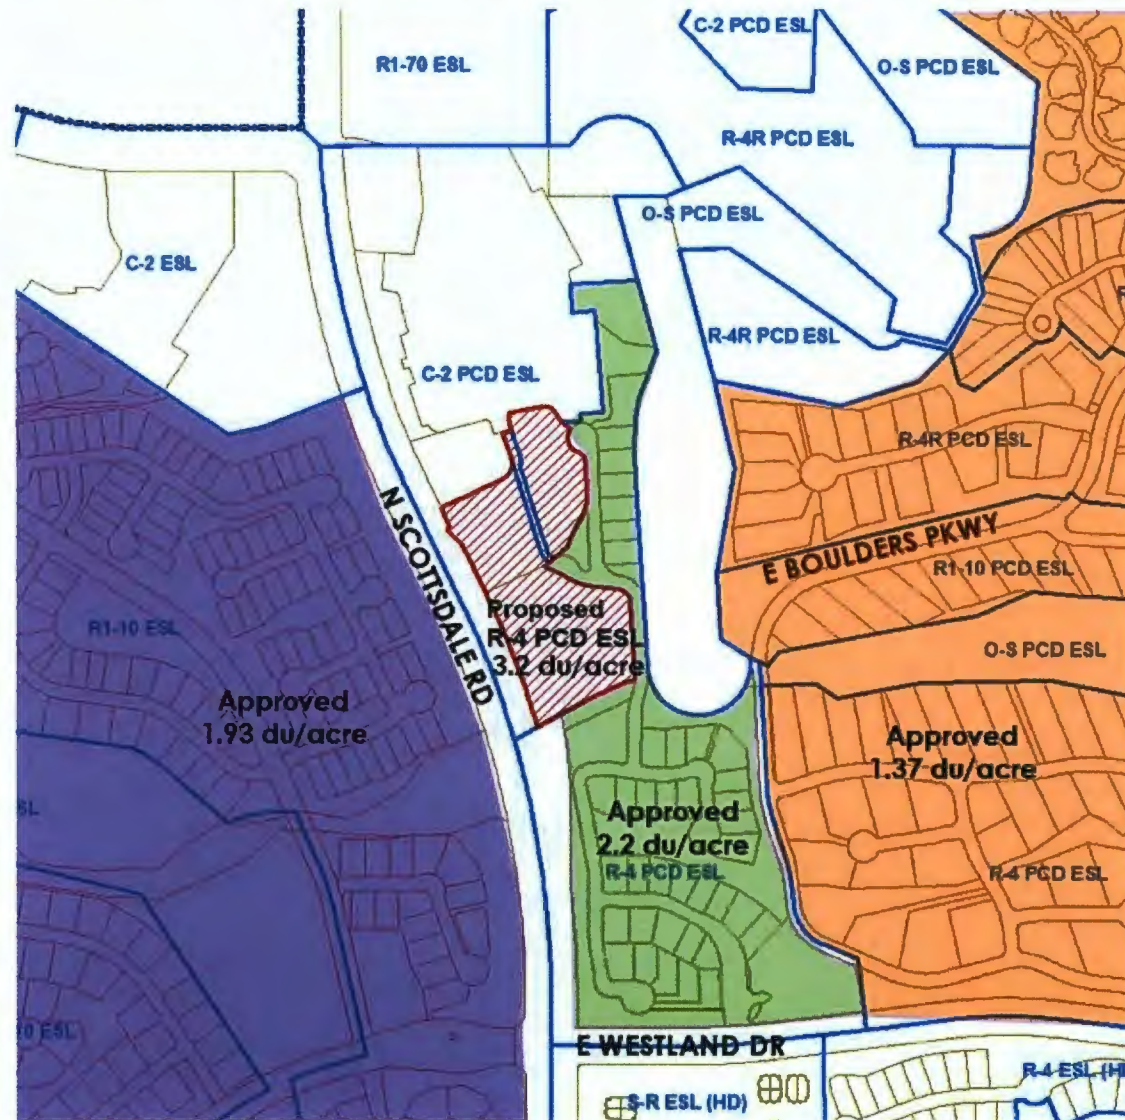 C-2 PCD ESL
R1-70 ESL
O-S PCD ESL
R-4R PCD ESL
O-S PCD ESL
C-2 ESL
R-4R PCD ESL
C-2 PCD ESL
R-4R PCD ESL
N SCOTTSDALE RD
E BOULDERS PKWY
R1-10 PCD ESL
Proposed
R-4 PCD ESL
3.2 du/acre
R1-10 ESL
O-S PCD ESL
Approved
1.93 du/acre
Approved
1.37 du/acre
Approved
2.2 du/acre
R-4 PCD ESL
R-4 PCD ESL
E WESTLAND DR
S-R ESL (HD)